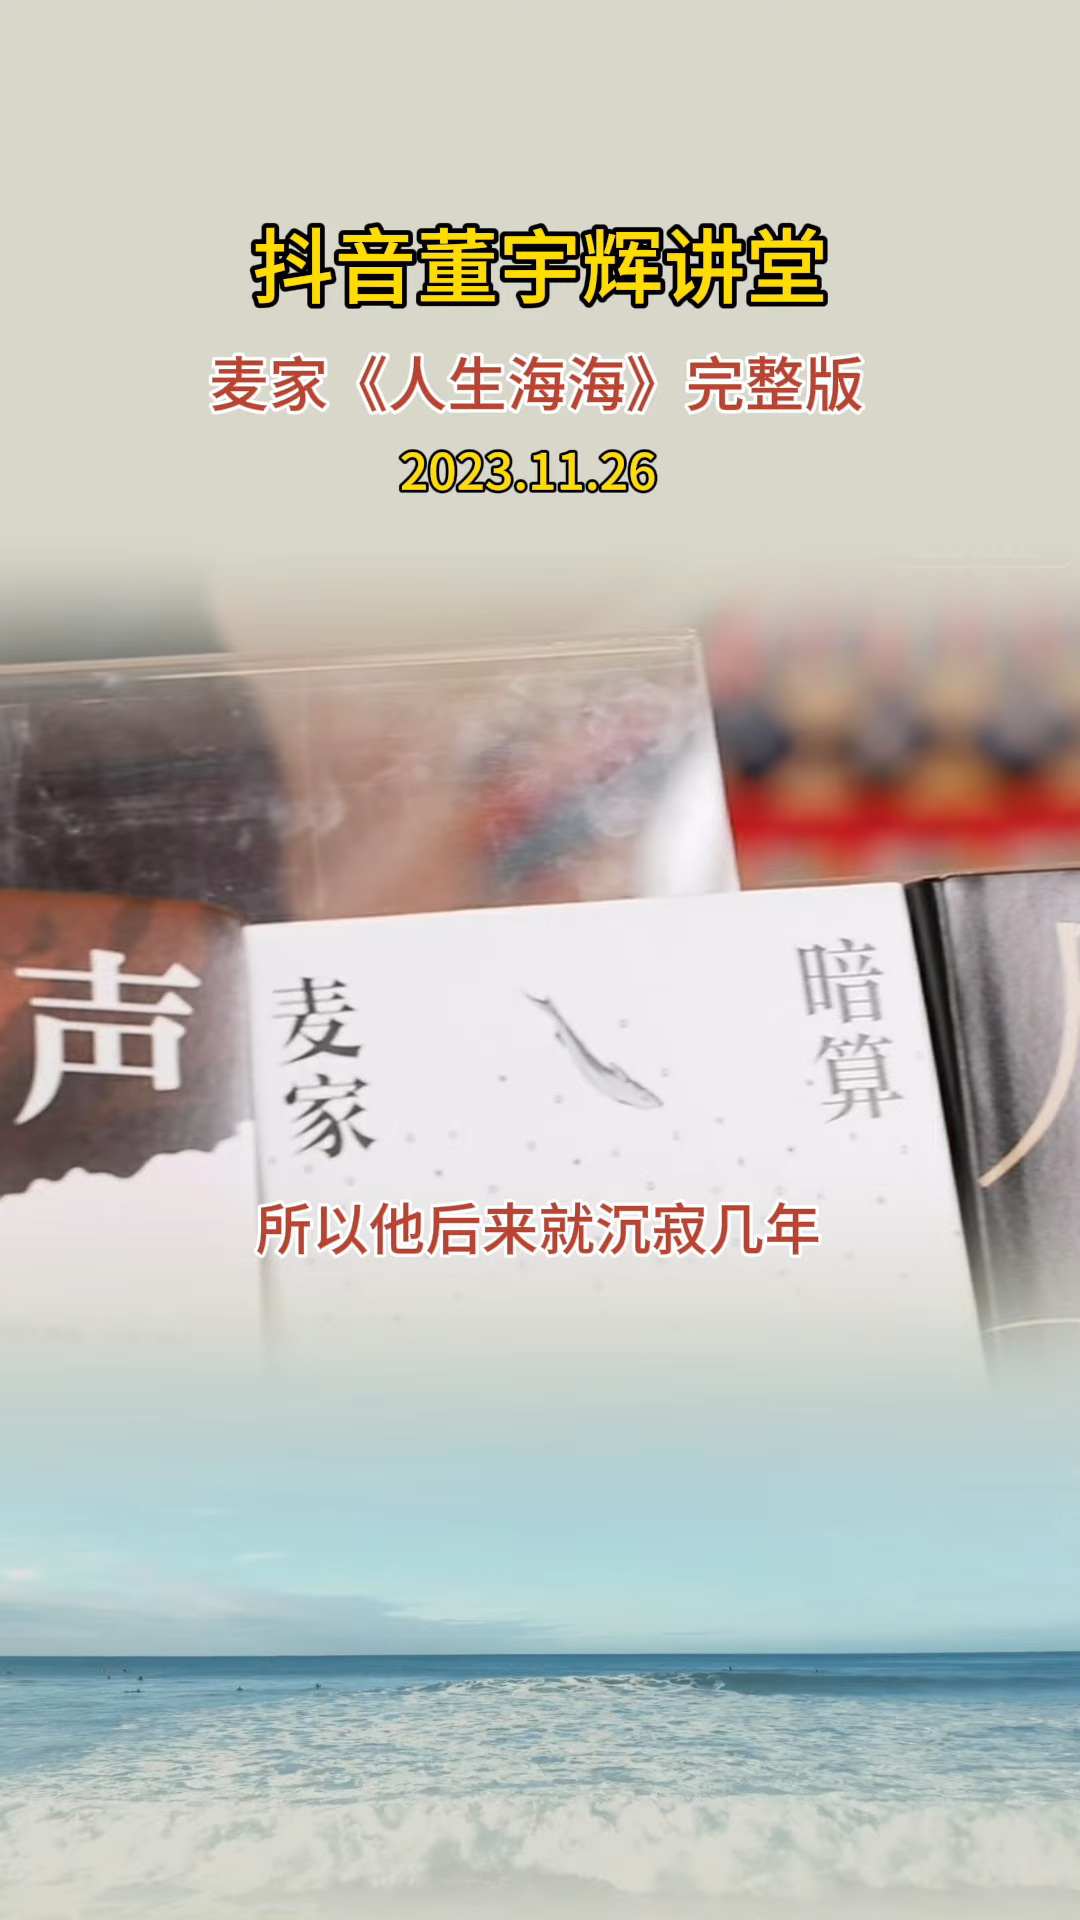 抖音董宇辉讲堂
麦家《人生海海》完整版
2023.11.26
声
麦家
暗算
所以他后来就沉寂几年